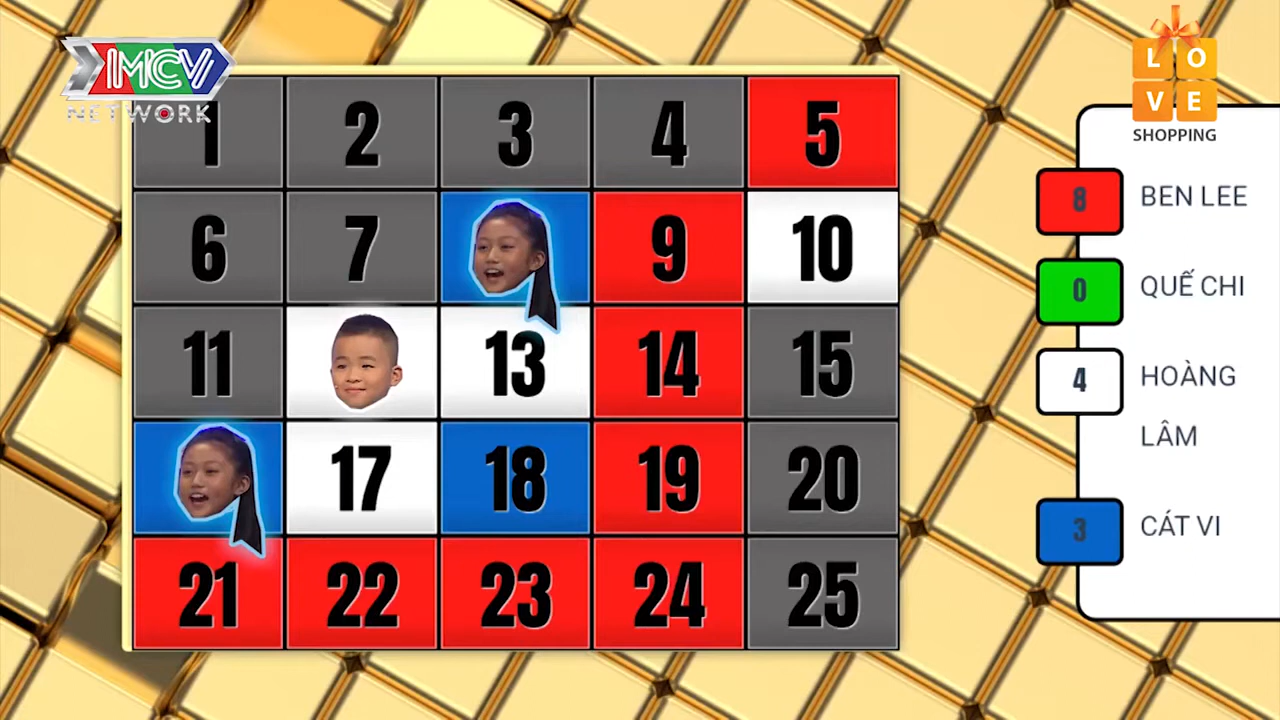 MCV
NETWORK
LOVE
SHOPPING
1 2 3 4 5
6 7 9 10
11 13 14 15
17 18 19 20
21 22 23 24 25
8 BEN LEE
0 QUẾ CHI
4 HOÀNG
LÂM
3 CÁT VI